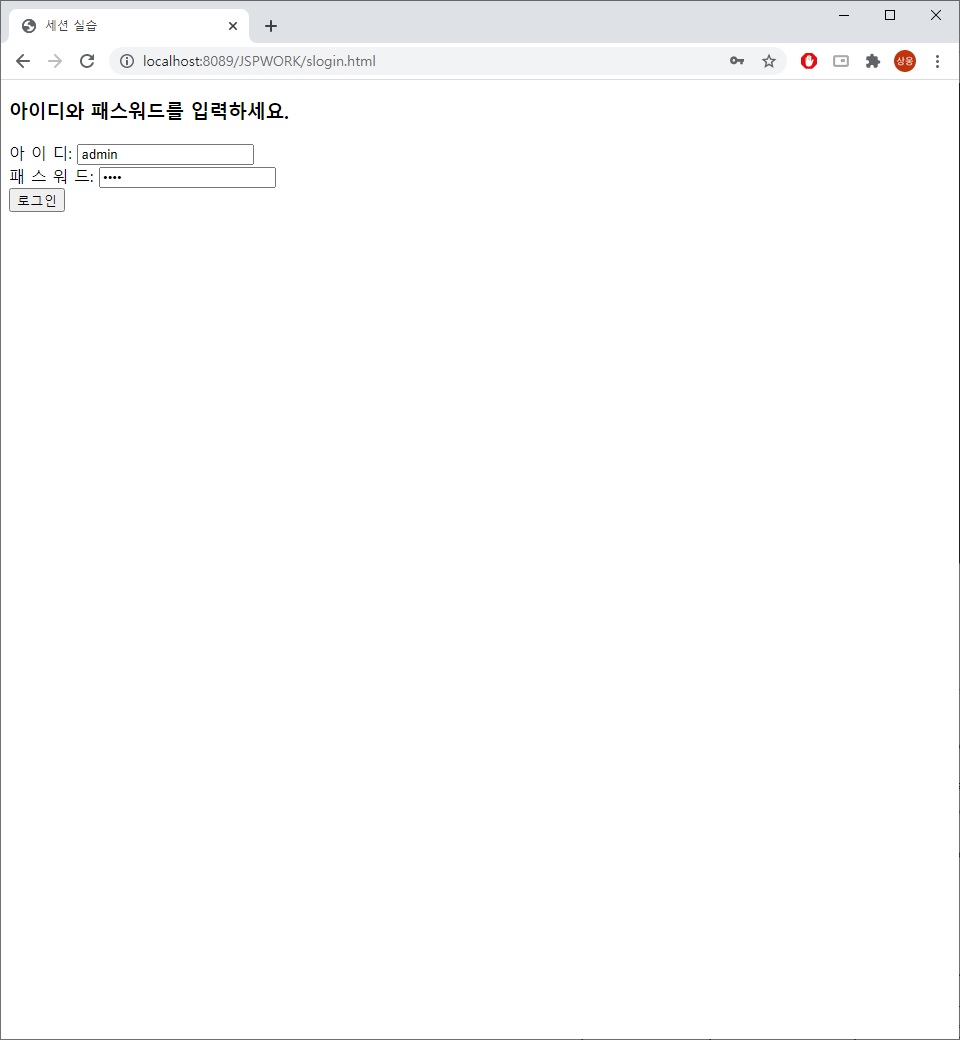 세션 실습
localhost:8089/JSPWORK/slogin.html
상웅
아이디와 패스워드를 입력하세요.
아 이 디: admin
패 스 워 드: ••••
로그인